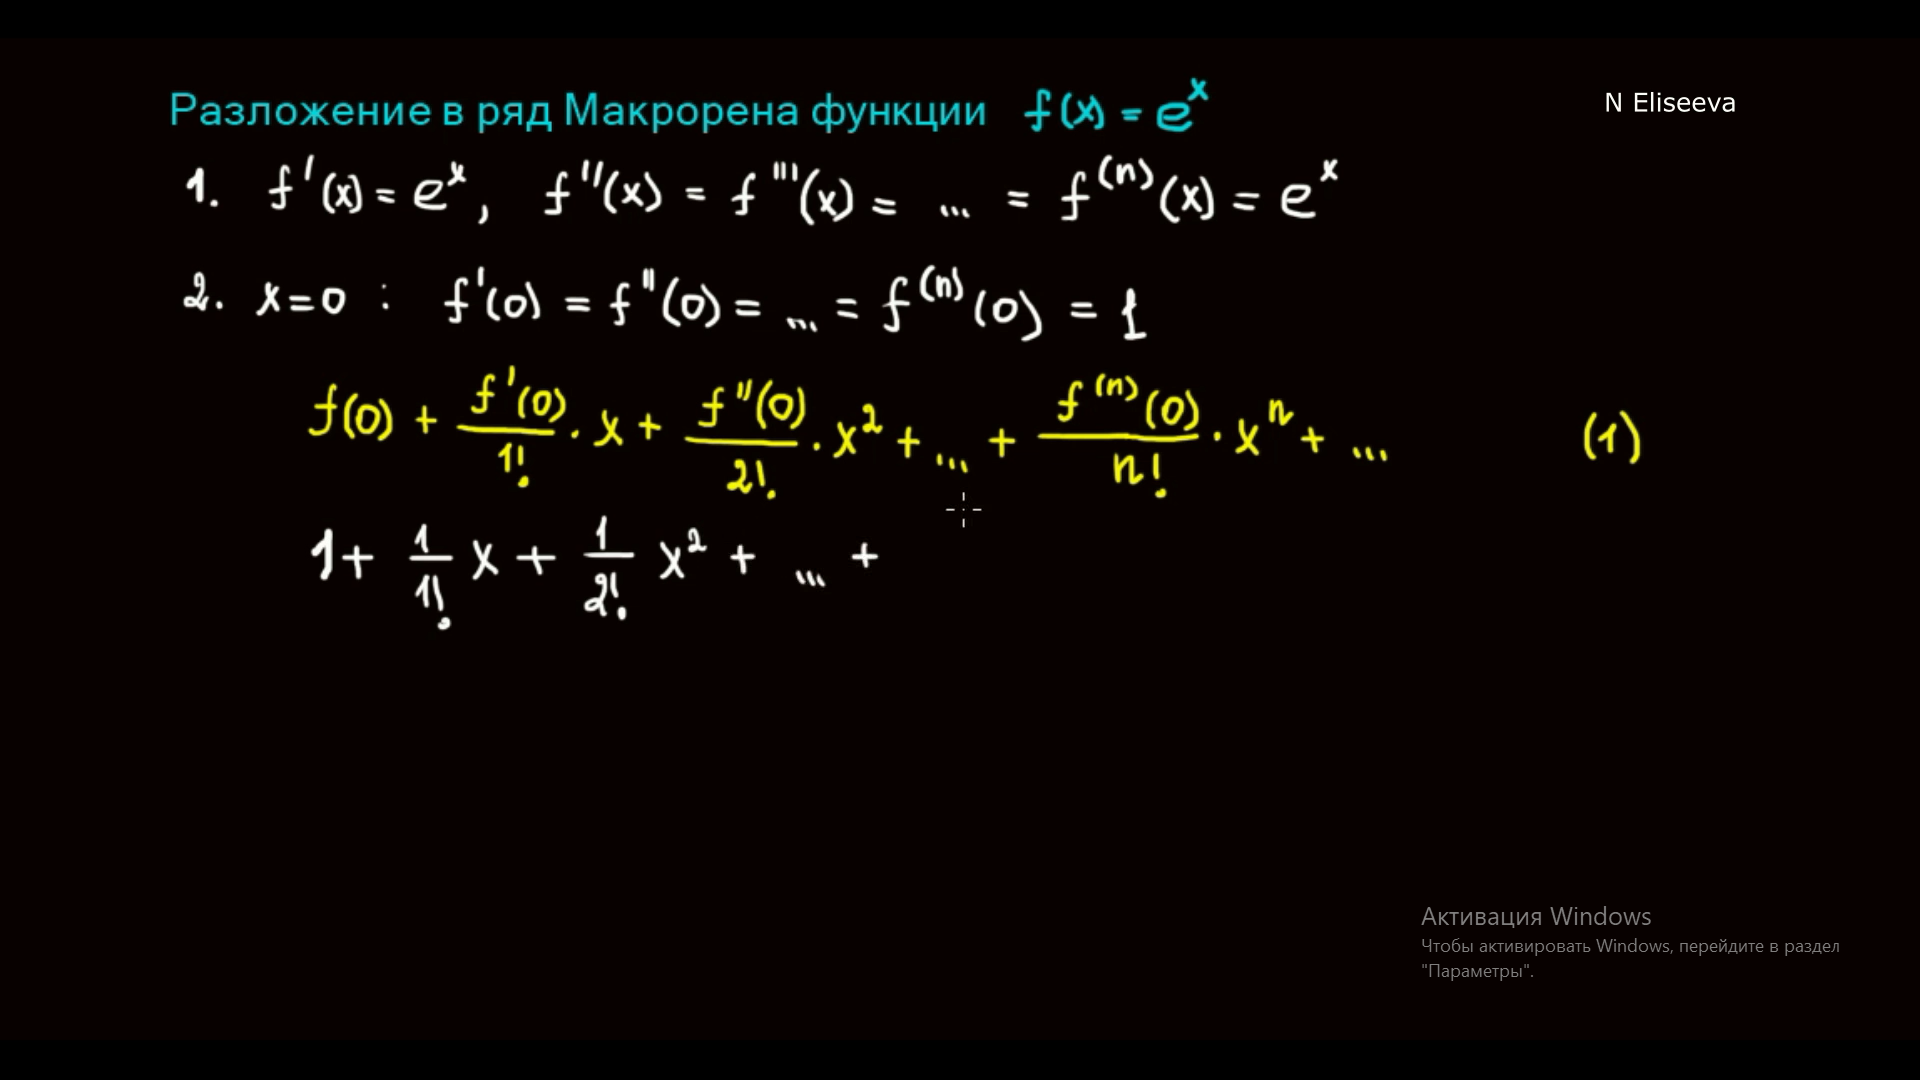 Разложение в ряд Макрорена функции f(x) = e^x
N Eliseeva
1. f'(x) = e^x, f''(x) = f'''(x) = ... = f^(n)(x) = e^x
2. x=0 : f'(0) = f''(0) = ... = f^(n)(0) = 1
f(0) + f'(0)/1! · x + f''(0)/2! · x^2 + ... + f^(n)(0)/n! · x^n + ... (1)
1 + 1/1! x + 1/2! x^2 + ... +
Активация Windows
Чтобы активировать Windows, перейдите в раздел
"Параметры".